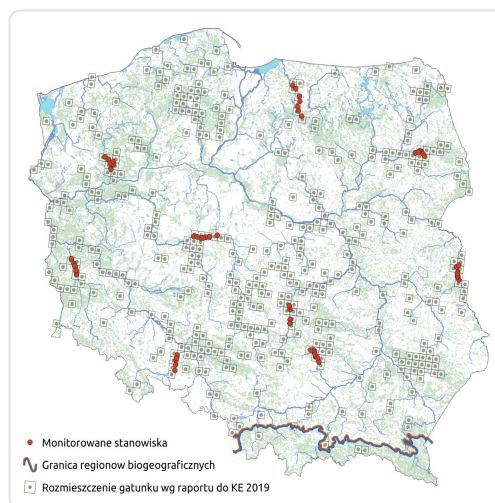 Monitorowane stanowiska
Granica regionow biogeograficznych
Rozmieszczenie gatunku wg raportu do KE 2019